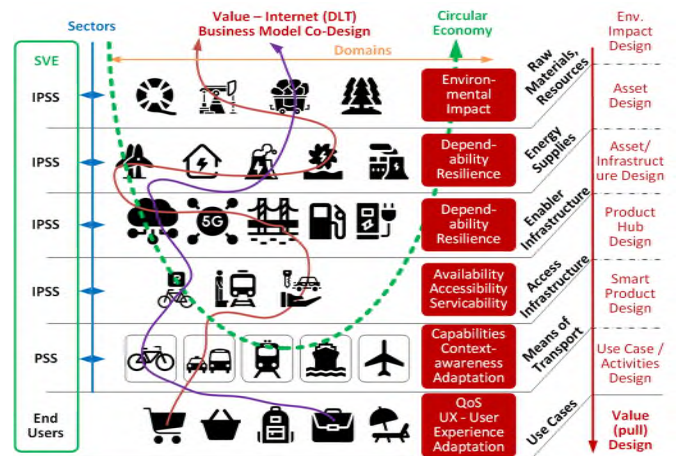 Sectors
Value – Internet (DLT)
Business Model Co-Design
Circular
Economy
Env.
Impact
Design
Domains
SVE
IPSS
Environ-
mental
Impact
Raw
Materials,
Resources
Asset
Design
IPSS
Depend-
ability
Resilience
Energy
Supplies
Asset/
Infrastruct
ure Design
IPSS
5G
Depend-
ability
Resilience
Enabler
Infrastructure
Product
Hub
Design
IPSS
Availability
Accessibility
Servicability
Access
Infrastructure
Smart
Product
Design
PSS
Capabilities
Context-
awareness
Adaptation
Means of
Transport
Use Case /
Activities
Design
End
Users
QoS
UX - User
Experience
Adaptation
Use Cases
Value
(pull)
Design